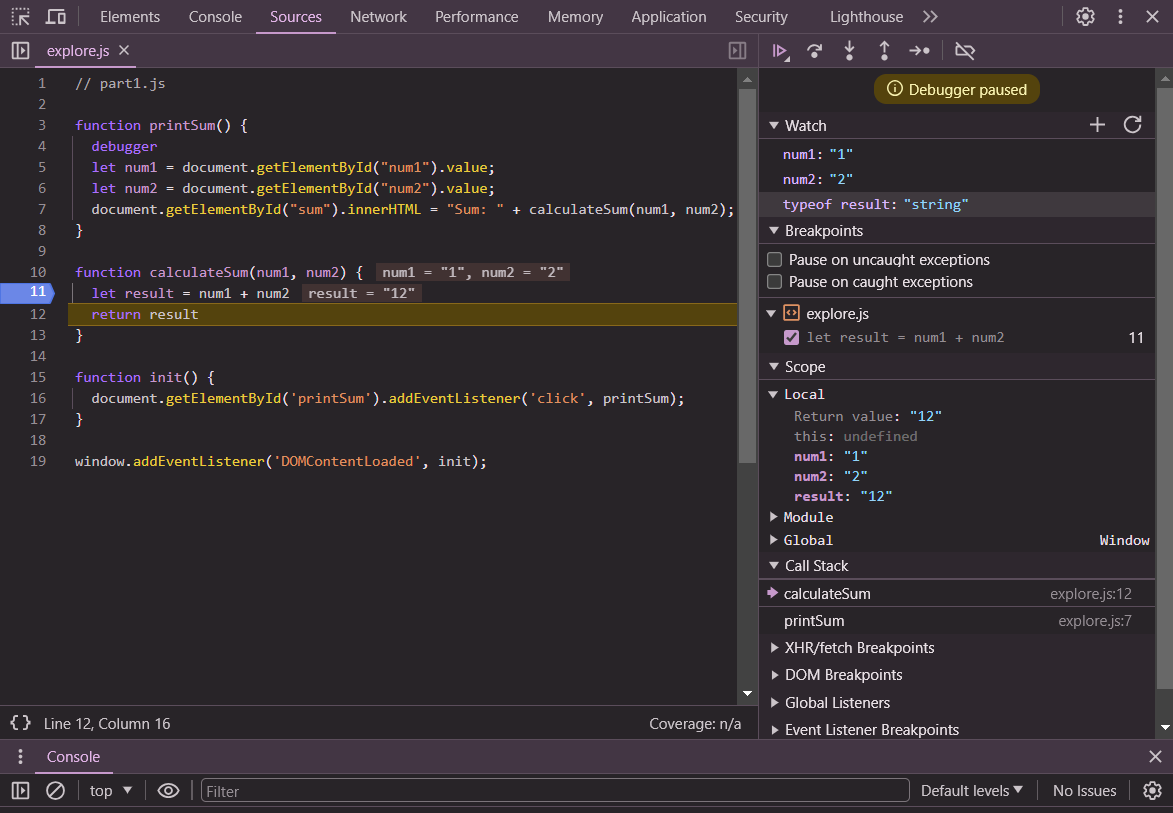 Elements Console Sources Network Performance Memory Application Security Lighthouse
explore.js
1 // part1.js
2
3 function printSum() {
4 debugger
5 let num1 = document.getElementById("num1").value;
6 let num2 = document.getElementById("num2").value;
7 document.getElementById("sum").innerHTML = "Sum: " + calculateSum(num1, num2);
8 }
9
10 function calculateSum(num1, num2) { num1 = "1", num2 = "2"
11 let result = num1 + num2 result = "12"
12 return result
13 }
14
15 function init() {
16 document.getElementById('printSum').addEventListener('click', printSum);
17 }
18
19 window.addEventListener('DOMContentLoaded', init);
{} Line 12, Column 16 Coverage: n/a
Debugger paused
Watch
num1: "1"
num2: "2"
typeof result: "string"
Breakpoints
Pause on uncaught exceptions
Pause on caught exceptions
explore.js
let result = num1 + num2 11
Scope
Local
Return value: "12"
this: undefined
num1: "1"
num2: "2"
result: "12"
Module
Global Window
Call Stack
calculateSum explore.js:12
printSum explore.js:7
XHR/fetch Breakpoints
DOM Breakpoints
Global Listeners
Event Listener Breakpoints
Console
top Filter Default levels No Issues